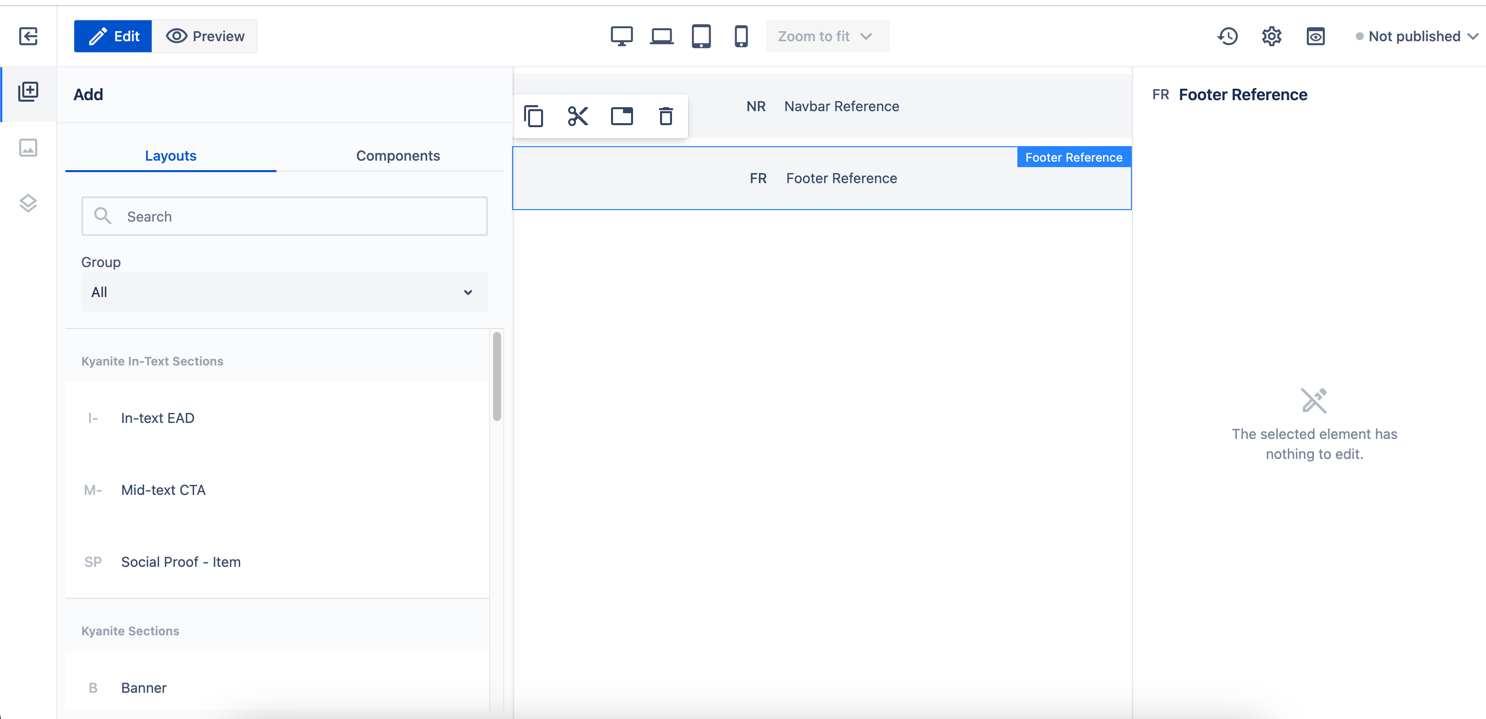 Edit
Preview
Zoom to fit
Not published
Add
Layouts
Components
Search
Group
All
Kyanite In-Text Sections
I- In-text EAD
M- Mid-text CTA
SP Social Proof - Item
Kyanite Sections
B Banner
NR Navbar Reference
Footer Reference
FR Footer Reference
FR Footer Reference
The selected element has
nothing to edit.